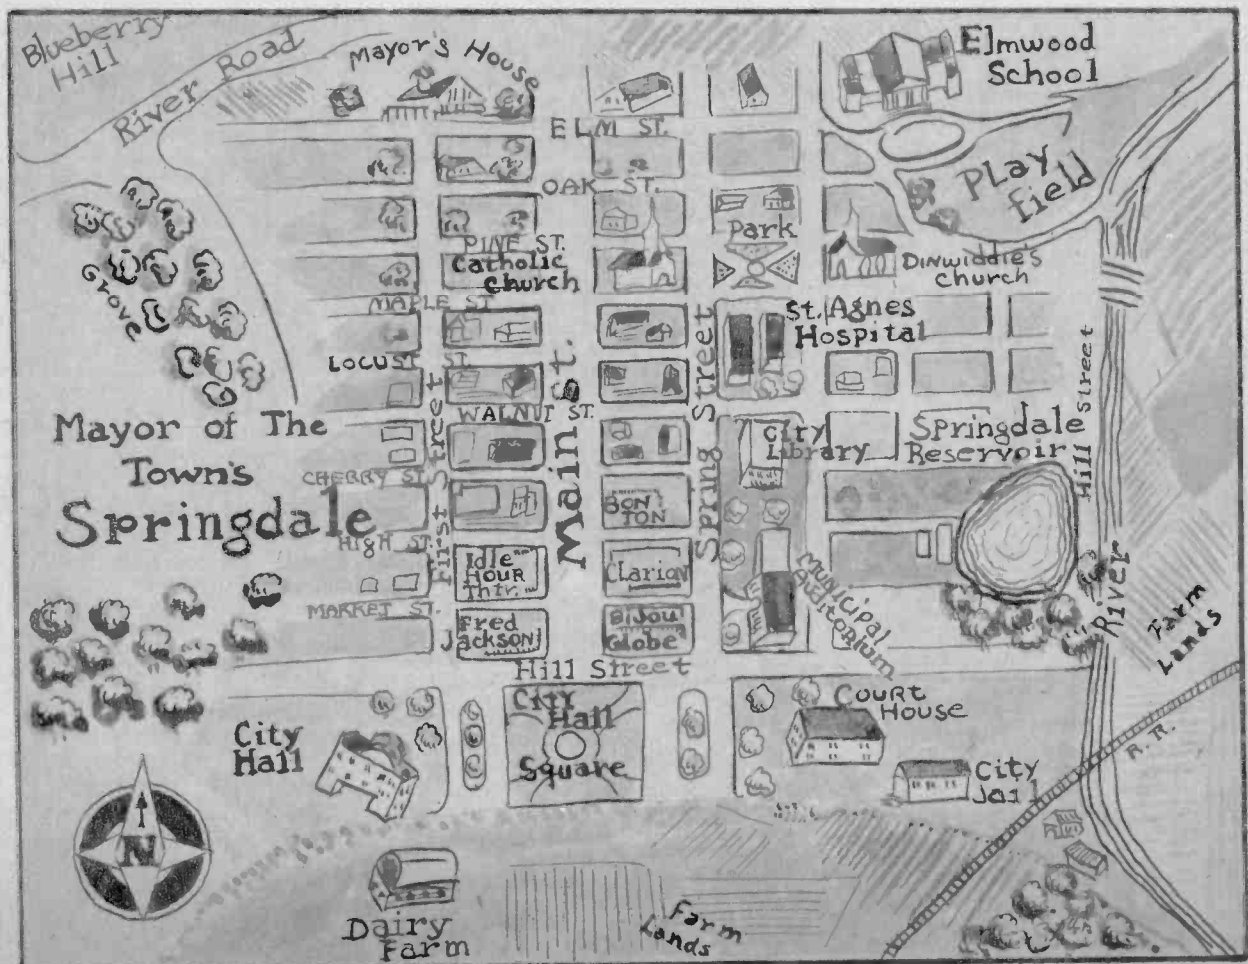 Blueberry
Hill
River Road
Mayor's House
Elmwood
School
ELM ST.
Play
field
OAK ST.
Park
PINE ST.
Catholic
Church
Dinwiddie's
Church
Grove
MAPLE ST.
St. Agnes
Hospital
LOCUST ST.
Main St.
First Street
Spring Street
Hill Street
WALNUT ST.
City
Library
Springdale
Reservoir
Mayor of The
Town's
Springdale
CHERRY ST.
BON
TON
HIGH ST.
Idle
HOUR
Thtr.
Clarion
MUNICIPAL
AUDITORIUM
River
Farm
Lands
MARKET ST.
Fred
Jackson
Bijou
Globe
Hill Street
City
Hall
City
Hall
Square
Court
House
R. R.
City
Jail
N
Dairy
Farm
Farm
Lands